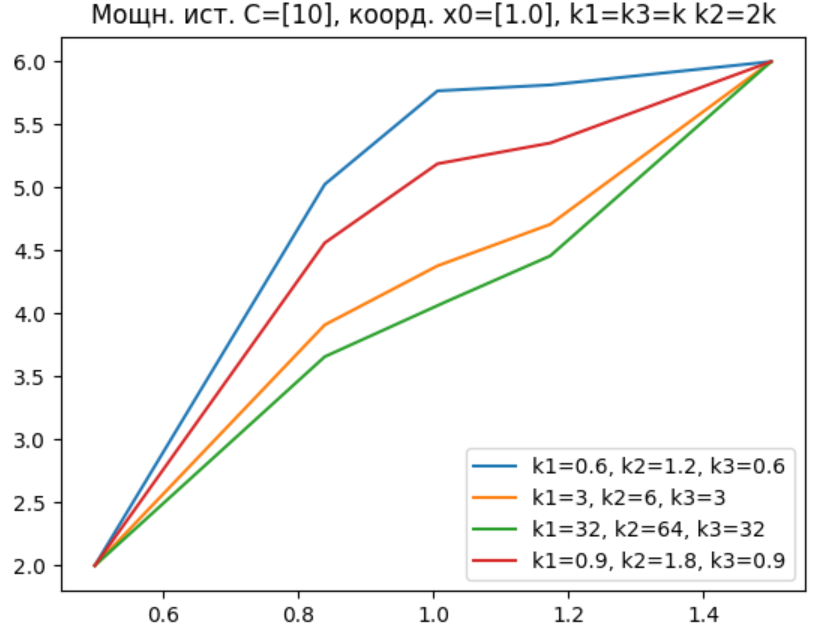 Мощн. ист. C=[10], коорд. x0=[1.0], k1=k3=k k2=2k
6.0
5.5
5.0
4.5
4.0
3.5
3.0
2.5
2.0
k1=0.6, k2=1.2, k3=0.6
k1=3, k2=6, k3=3
k1=32, k2=64, k3=32
k1=0.9, k2=1.8, k3=0.9
0.6 0.8 1.0 1.2 1.4